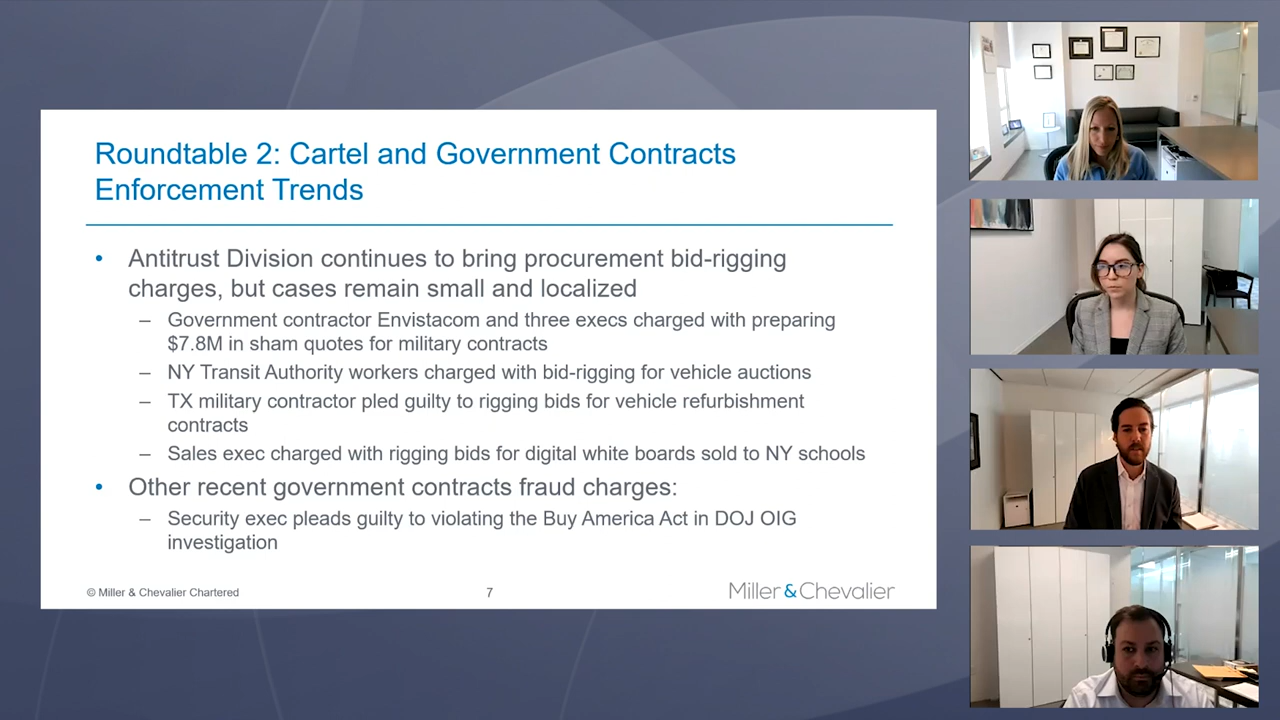 Roundtable 2: Cartel and Government Contracts
Enforcement Trends
• Antitrust Division continues to bring procurement bid-rigging
charges, but cases remain small and localized
– Government contractor Envistacom and three execs charged with preparing
$7.8M in sham quotes for military contracts
– NY Transit Authority workers charged with bid-rigging for vehicle auctions
– TX military contractor pled guilty to rigging bids for vehicle refurbishment
contracts
– Sales exec charged with rigging bids for digital white boards sold to NY schools
• Other recent government contracts fraud charges:
– Security exec pleads guilty to violating the Buy America Act in DOJ OIG
investigation
© Miller & Chevalier Chartered
7
Miller&Chevalier